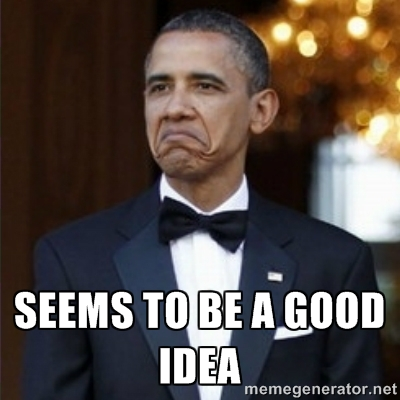 SEEMS TO BE A GOOD
IDEA
memegenerator.net